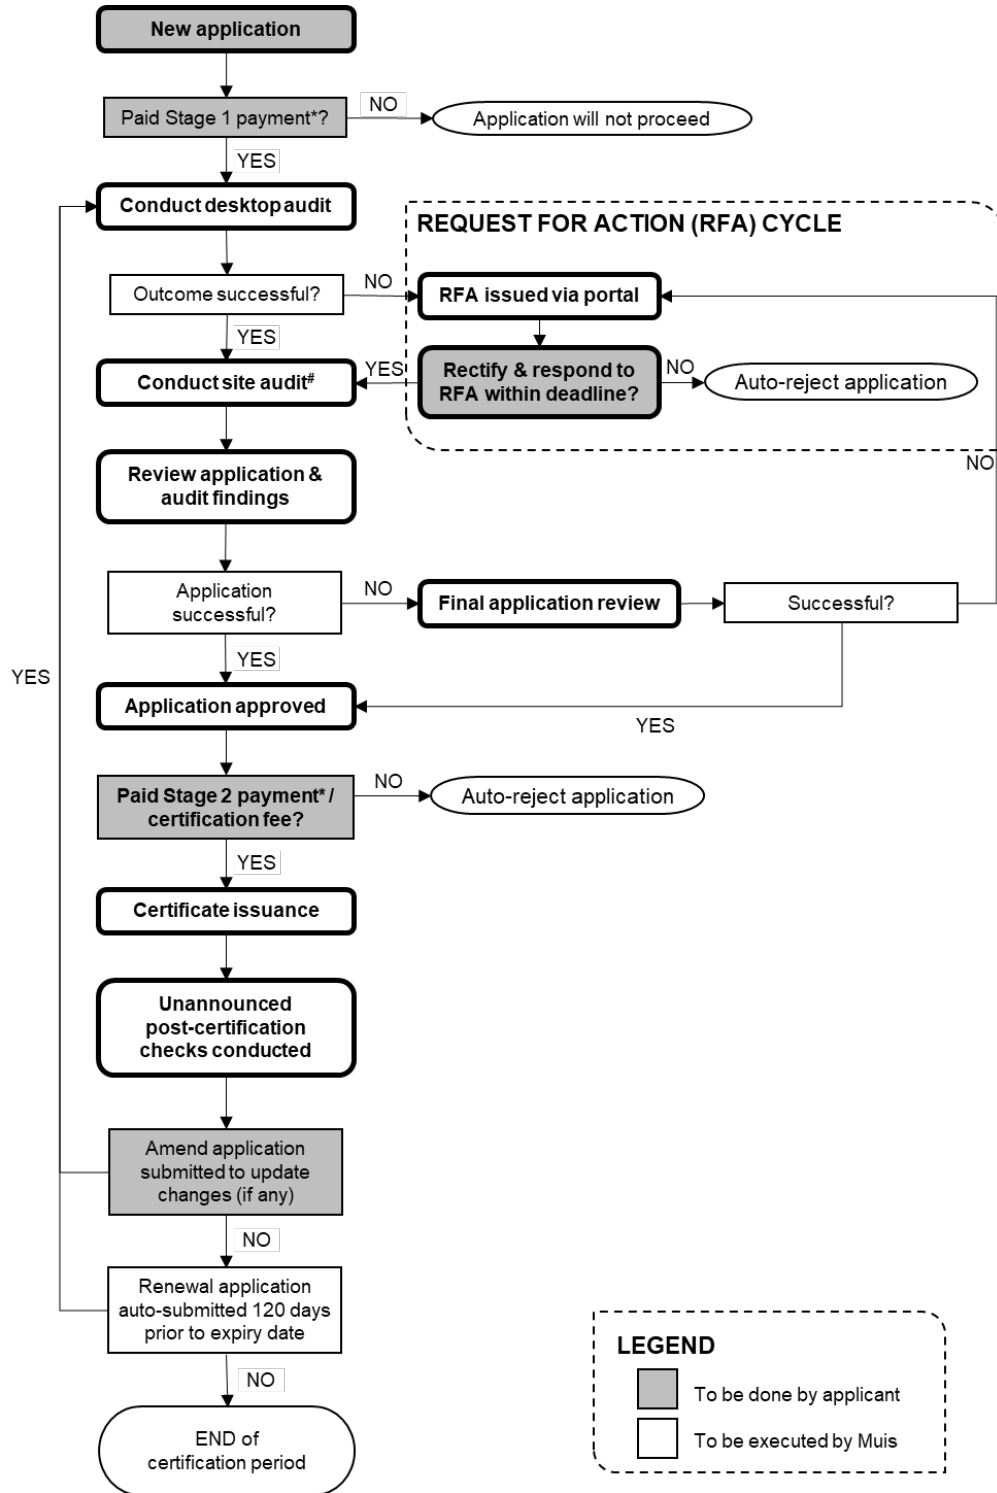 New application
Paid Stage 1 payment*?
NO
Application will not proceed
YES
Conduct desktop audit
REQUEST FOR ACTION (RFA) CYCLE
Outcome successful?
NO
RFA issued via portal
YES
Conduct site audit#
YES
Rectify & respond to
RFA within deadline?
NO
Auto-reject application
Review application &
audit findings
NO
Application
successful?
NO
Final application review
Successful?
YES
YES
Application approved
YES
Paid Stage 2 payment* /
certification fee?
NO
Auto-reject application
YES
Certificate issuance
Unannounced
post-certification
checks conducted
Amend application
submitted to update
changes (if any)
NO
Renewal application
auto-submitted 120 days
prior to expiry date
NO
END of
certification period
LEGEND
To be done by applicant
To be executed by Muis